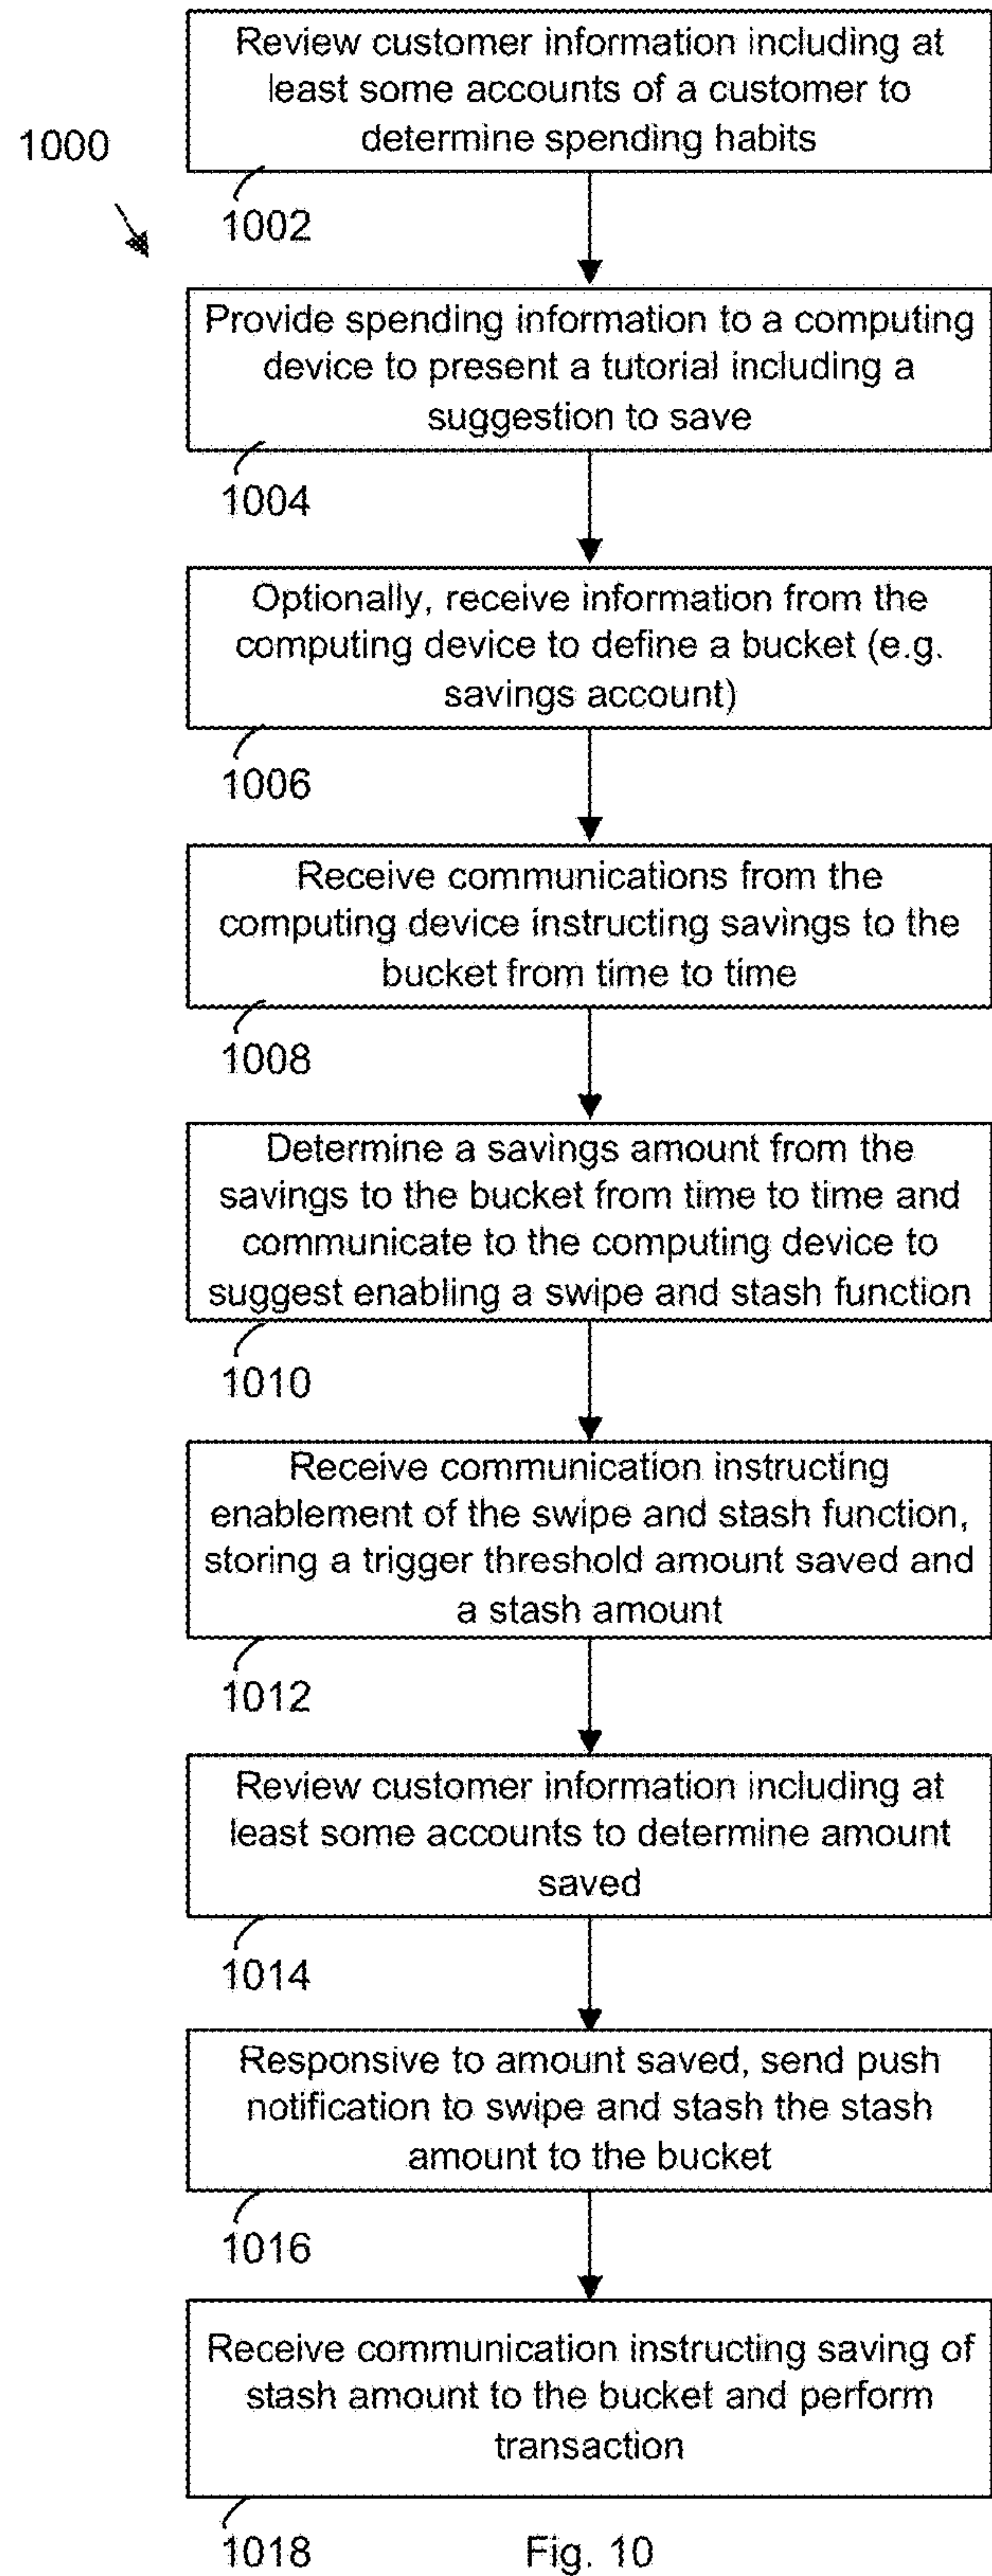 Review customer information including at
least some accounts of a customer to
determine spending habits
1000
1002
Provide spending information to a computing
device to present a tutorial including a
suggestion to save
1004
Optionally, receive information from the
computing device to define a bucket (e.g.
savings account)
1006
Receive communications from the
computing device instructing savings to the
bucket from time to time
1008
Determine a savings amount from the
savings to the bucket from time to time and
communicate to the computing device to
suggest enabling a swipe and stash function
1010
Receive communication instructing
enablement of the swipe and stash function,
storing a trigger threshold amount saved and
a stash amount
1012
Review customer information including at
least some accounts to determine amount
saved
1014
Responsive to amount saved, send push
notification to swipe and stash the stash
amount to the bucket
1016
Receive communication instructing saving of
stash amount to the bucket and perform
transaction
1018
Fig. 10